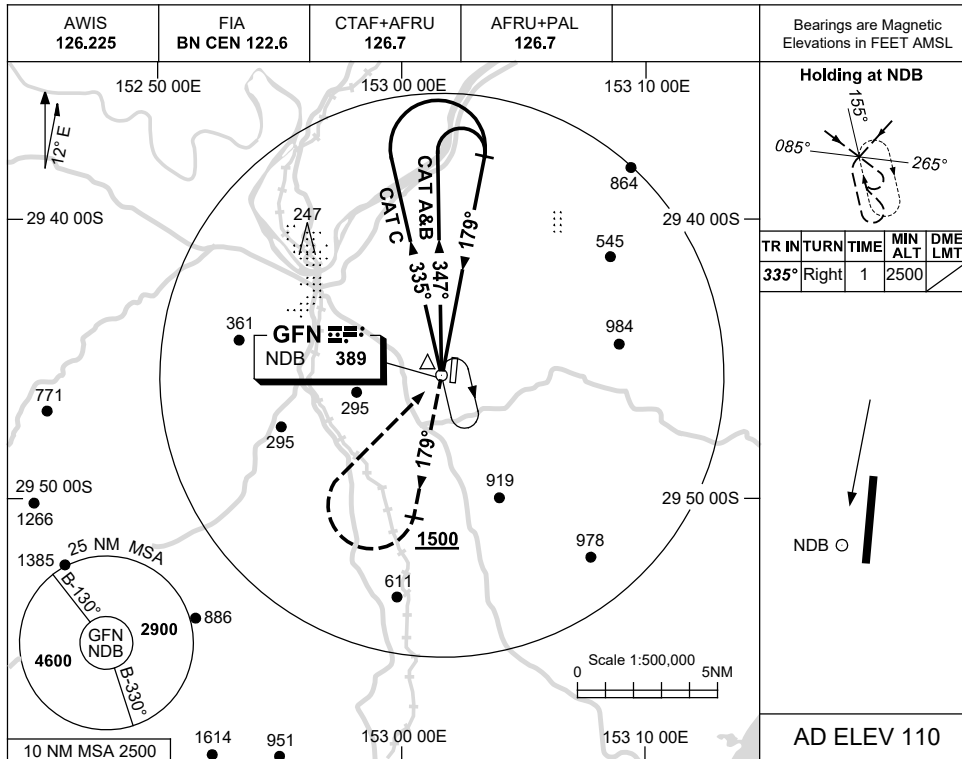 AWIS
126.225
FIA
BN CEN 122.6
CTAF+AFRU
126.7
AFRU+PAL
126.7
Bearings are Magnetic
Elevations in FEET AMSL
152 50 00E
153 00 00E
153 10 00E
12° E
Holding at NDB
155°
085°
265°
TR IN TURN TIME MIN ALT DME LMT
335° Right 1 2500
864
247
29 40 00S
29 40 00S
CAT C
CAT A&B
335°
347°
179°
545
361
984
GFN
NDB 389
771
295
295
179°
919
29 50 00S
29 50 00S
1266
1500
978
1385
25 NM MSA
611
B-130°
886
GFN
NDB
2900
4600
B-330°
NDB
Scale 1:500,000
0 5NM
1614
951
153 00 00E
153 10 00E
10 NM MSA 2500
AD ELEV 110